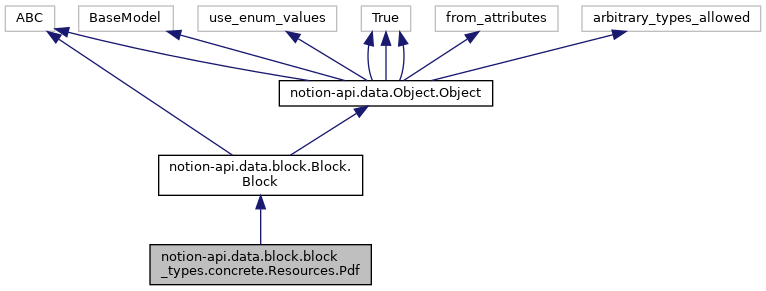 ABC
BaseModel
use_enum_values
True
from_attributes
arbitrary_types_allowed
notion-api.data.Object.Object
notion-api.data.block.Block.
Block
notion-api.data.block.block
_types.concrete.Resources.Pdf